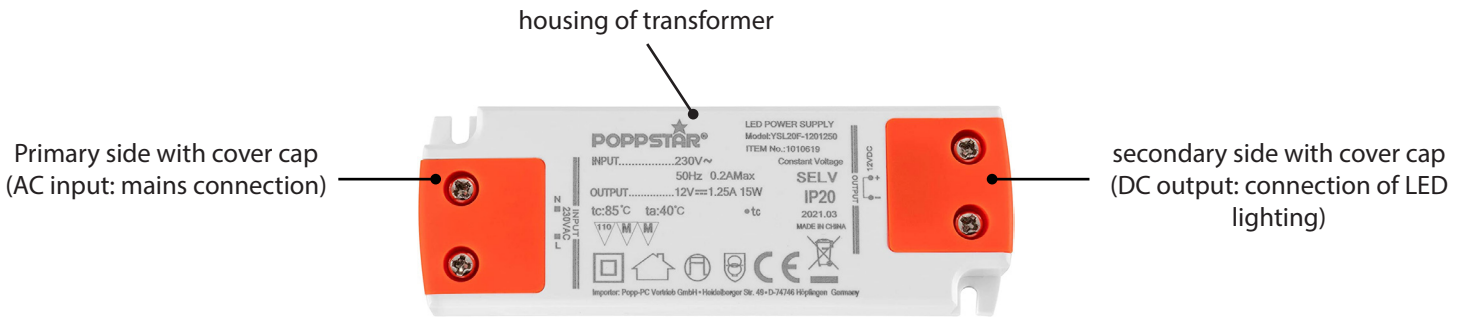 housing of transformer
Primary side with cover cap
(AC input: mains connection)
secondary side with cover cap
(DC output: connection of LED
lighting)
POPPSTAR®
INPUT..............230V~
50Hz 0.2AMax
OUTPUT.............12V⎓1.25A 15W
tc:85°C ta:40°C •tc
110 M M
LED POWER SUPPLY
Model:YSL20F-1201250
ITEM No.:1010619
Constant Voltage
SELV
IP20
2021.03
MADE IN CHINA
N
L
230VAC
INPUT
OUTPUT
12VDC
+
−
CE
Importer: Popp-PC Vertrieb GmbH • Heidelberger Str. 49 • D-74746 Höpfingen Germany